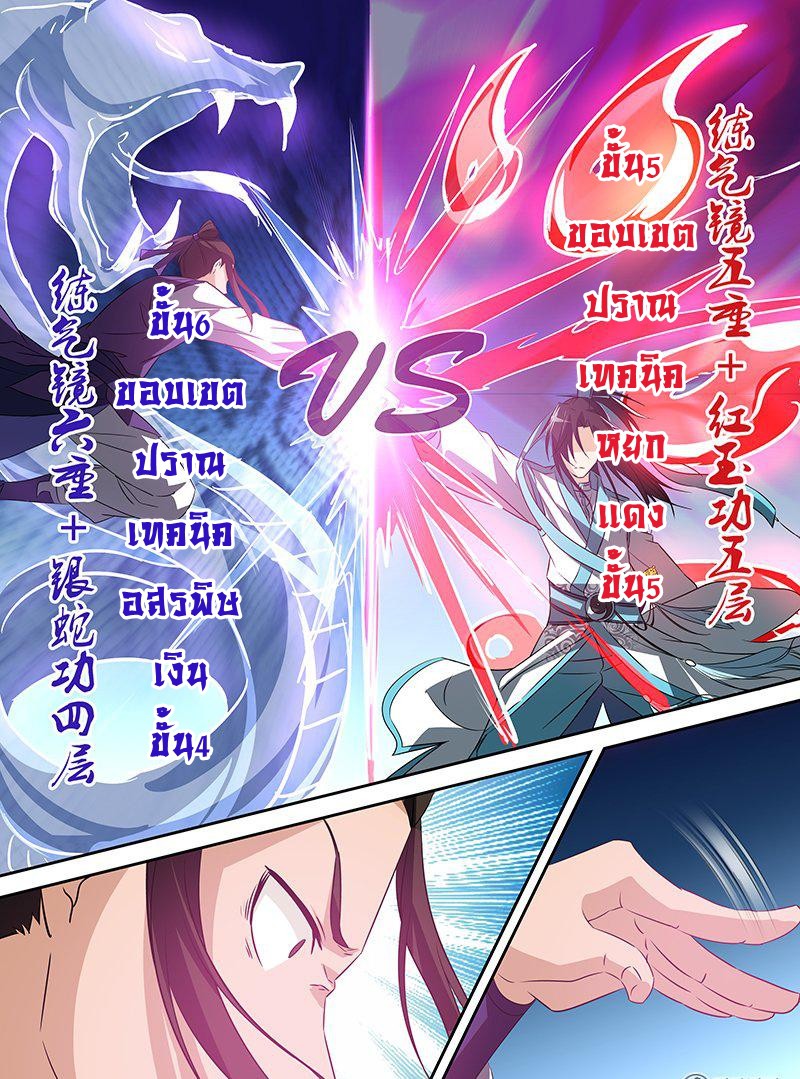 练气镜六重+银蛇功四层
ขั้น6
ขอบเขต
ปราณ
เทคนิค
อสรพิษ
เงิน
ขั้น4
VS
ขั้น5
ขอบเขต
ปราณ
เทคนิค
หยก
แดง
ขั้น5
练气镜五重+红玉功五层